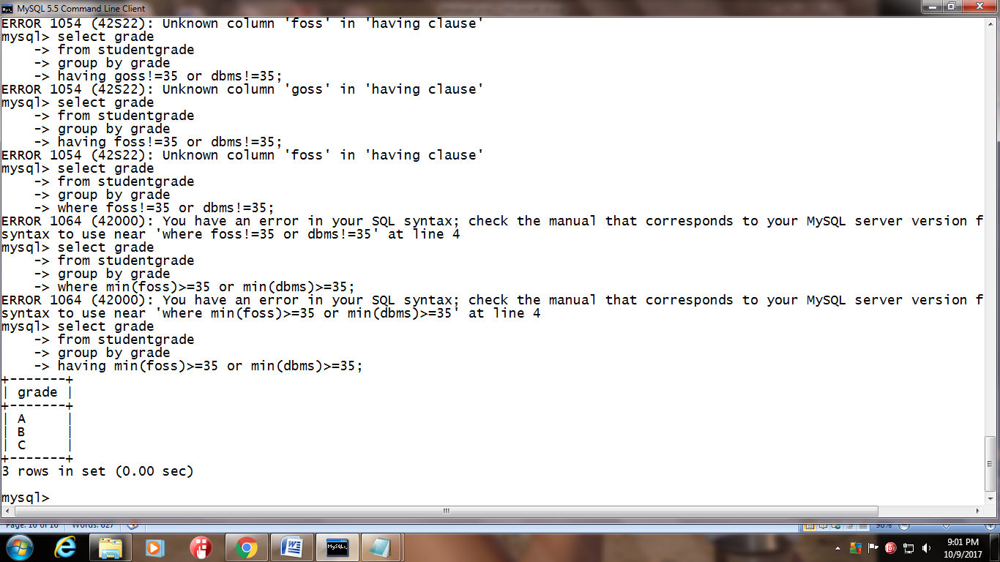 MySQL 5.5 Command Line Client
ERROR 1054 (42S22): Unknown column 'foss' in 'having clause'
mysql> select grade
    -> from studentgrade
    -> group by grade
    -> having goss!=35 or dbms!=35;
ERROR 1054 (42S22): Unknown column 'goss' in 'having clause'
mysql> select grade
    -> from studentgrade
    -> group by grade
    -> having foss!=35 or dbms!=35;
ERROR 1054 (42S22): Unknown column 'foss' in 'having clause'
mysql> select grade
    -> from studentgrade
    -> group by grade
    -> where foss!=35 or dbms!=35;
ERROR 1064 (42000): You have an error in your SQL syntax; check the manual that corresponds to your MySQL server version f
syntax to use near 'where foss!=35 or dbms!=35' at line 4
mysql> select grade
    -> from studentgrade
    -> group by grade
    -> where min(foss)>=35 or min(dbms)>=35;
ERROR 1064 (42000): You have an error in your SQL syntax; check the manual that corresponds to your MySQL server version f
syntax to use near 'where min(foss)>=35 or min(dbms)>=35' at line 4
mysql> select grade
    -> from studentgrade
    -> group by grade
    -> having min(foss)>=35 or min(dbms)>=35;
+-------+
| grade |
+-------+
| A     |
| B     |
| C     |
+-------+
3 rows in set (0.00 sec)
mysql>
Page: 16 of 16 Words: 627 98%
MySQL
9:01 PM
10/9/2017